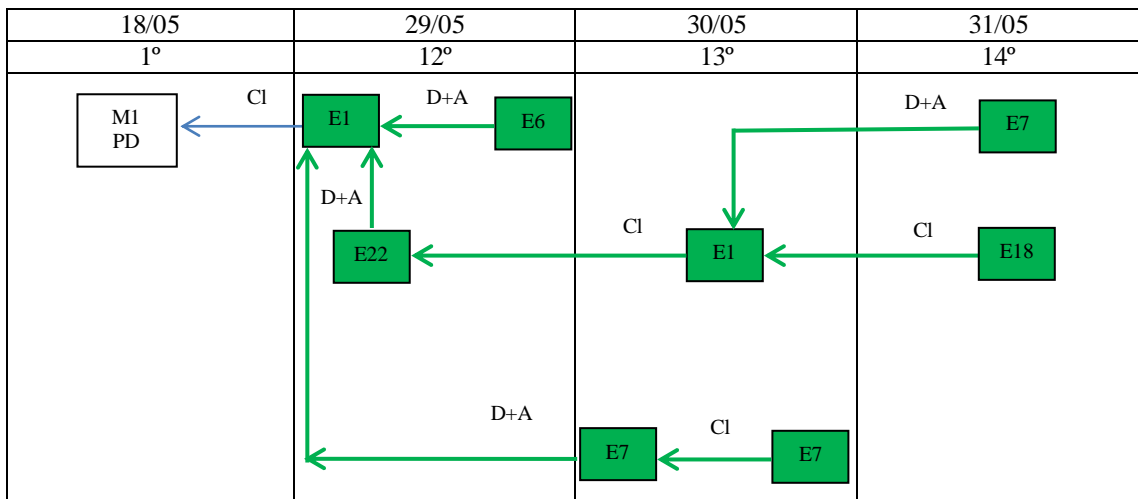 18/05 29/05 30/05 31/05
1º 12º 13º 14º
Cl D+A D+A
M1 E1 E6 E7
PD
D+A Cl Cl
E22 E1 E18
D+A Cl
E7 E7